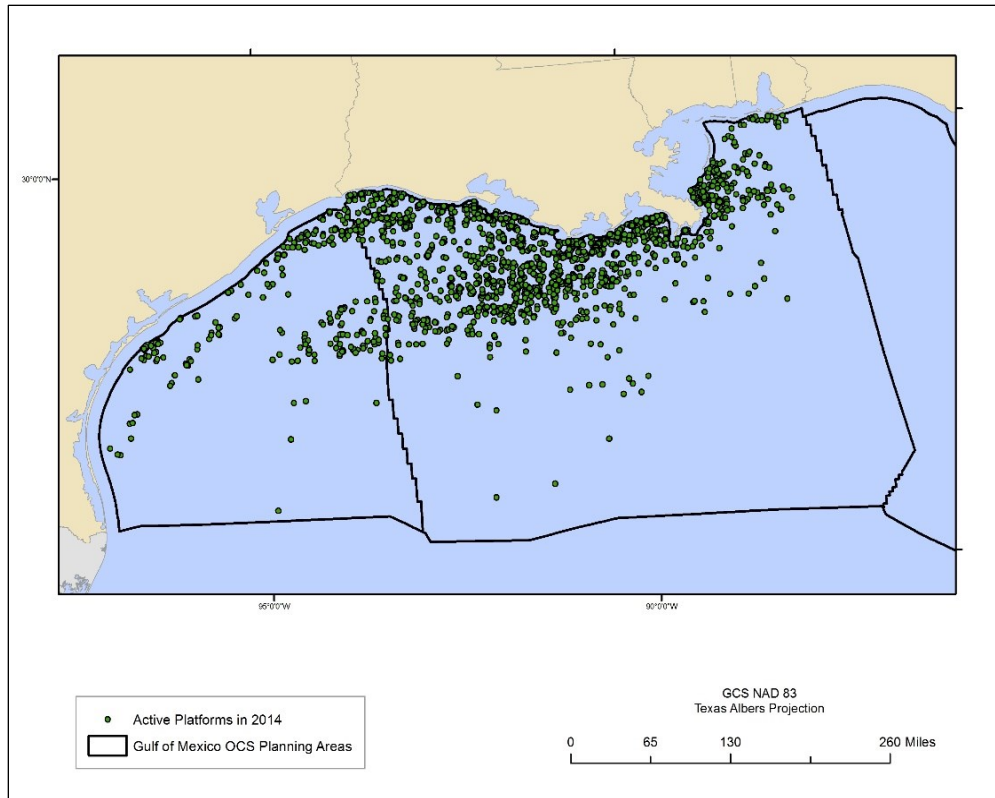 30°0'0"N
95°0'0"W
90°0'0"W
Active Platforms in 2014
Gulf of Mexico OCS Planning Areas
GCS NAD 83
Texas Albers Projection
0 65 130 260 Miles